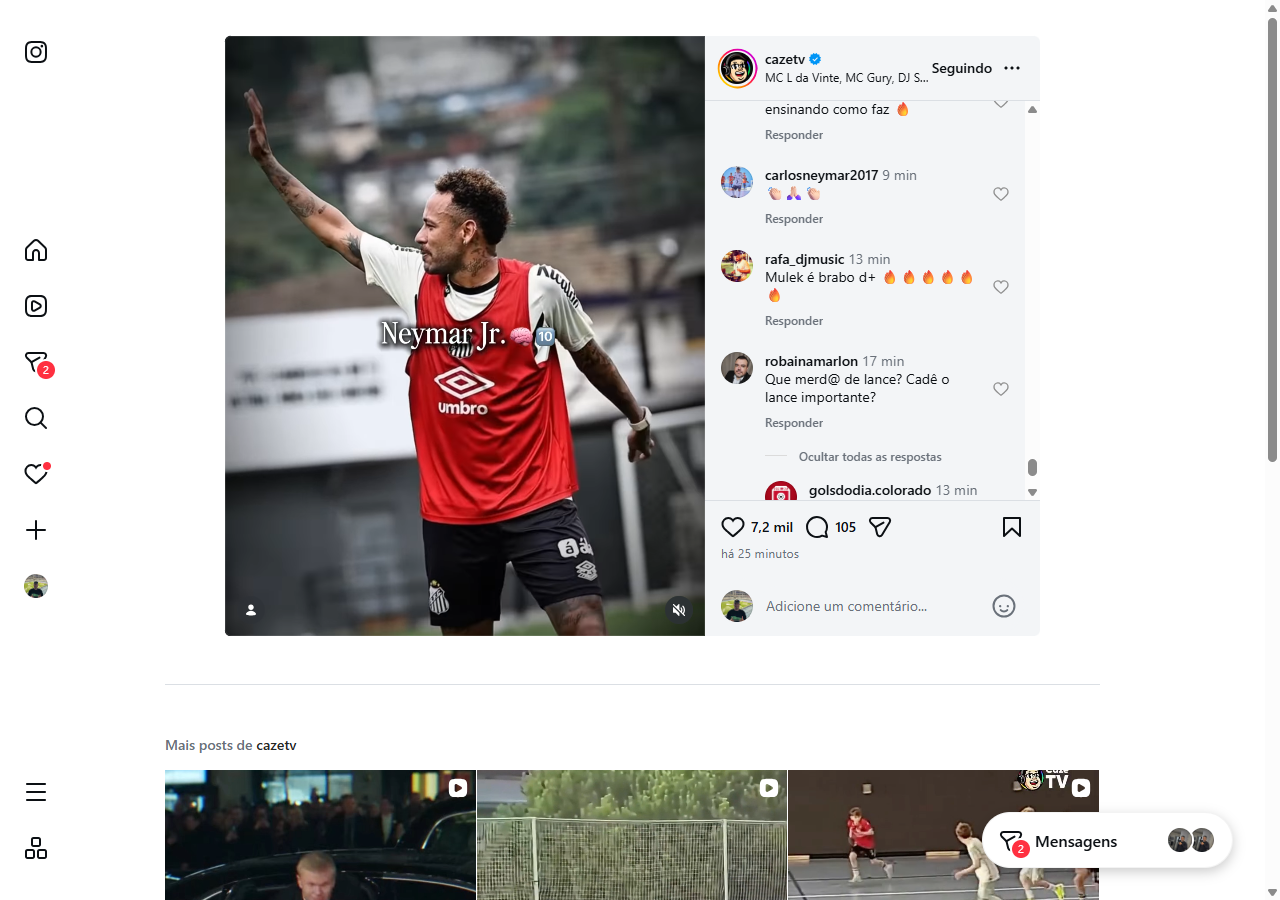 cazetv
MC L da Vinte, MC Gury, DJ S...
Seguindo
ensinando como faz 🔥
Responder
carlosneymar2017 9 min
👏🏻🙏🏻👏🏻
Responder
rafa_djmusic 13 min
Mulek é brabo d+ 🔥🔥🔥🔥🔥
🔥
Responder
robainamarlon 17 min
Que merd@ de lance? Cadê o
lance importante?
Responder
Ocultar todas as respostas
golsdodia.colorado 13 min
Neymar Jr. 🧠🔟
umbro
Kicaldo
7,2 mil
105
há 25 minutos
Adicione um comentário...
2
Mais posts de cazetv
TV
2
Mensagens